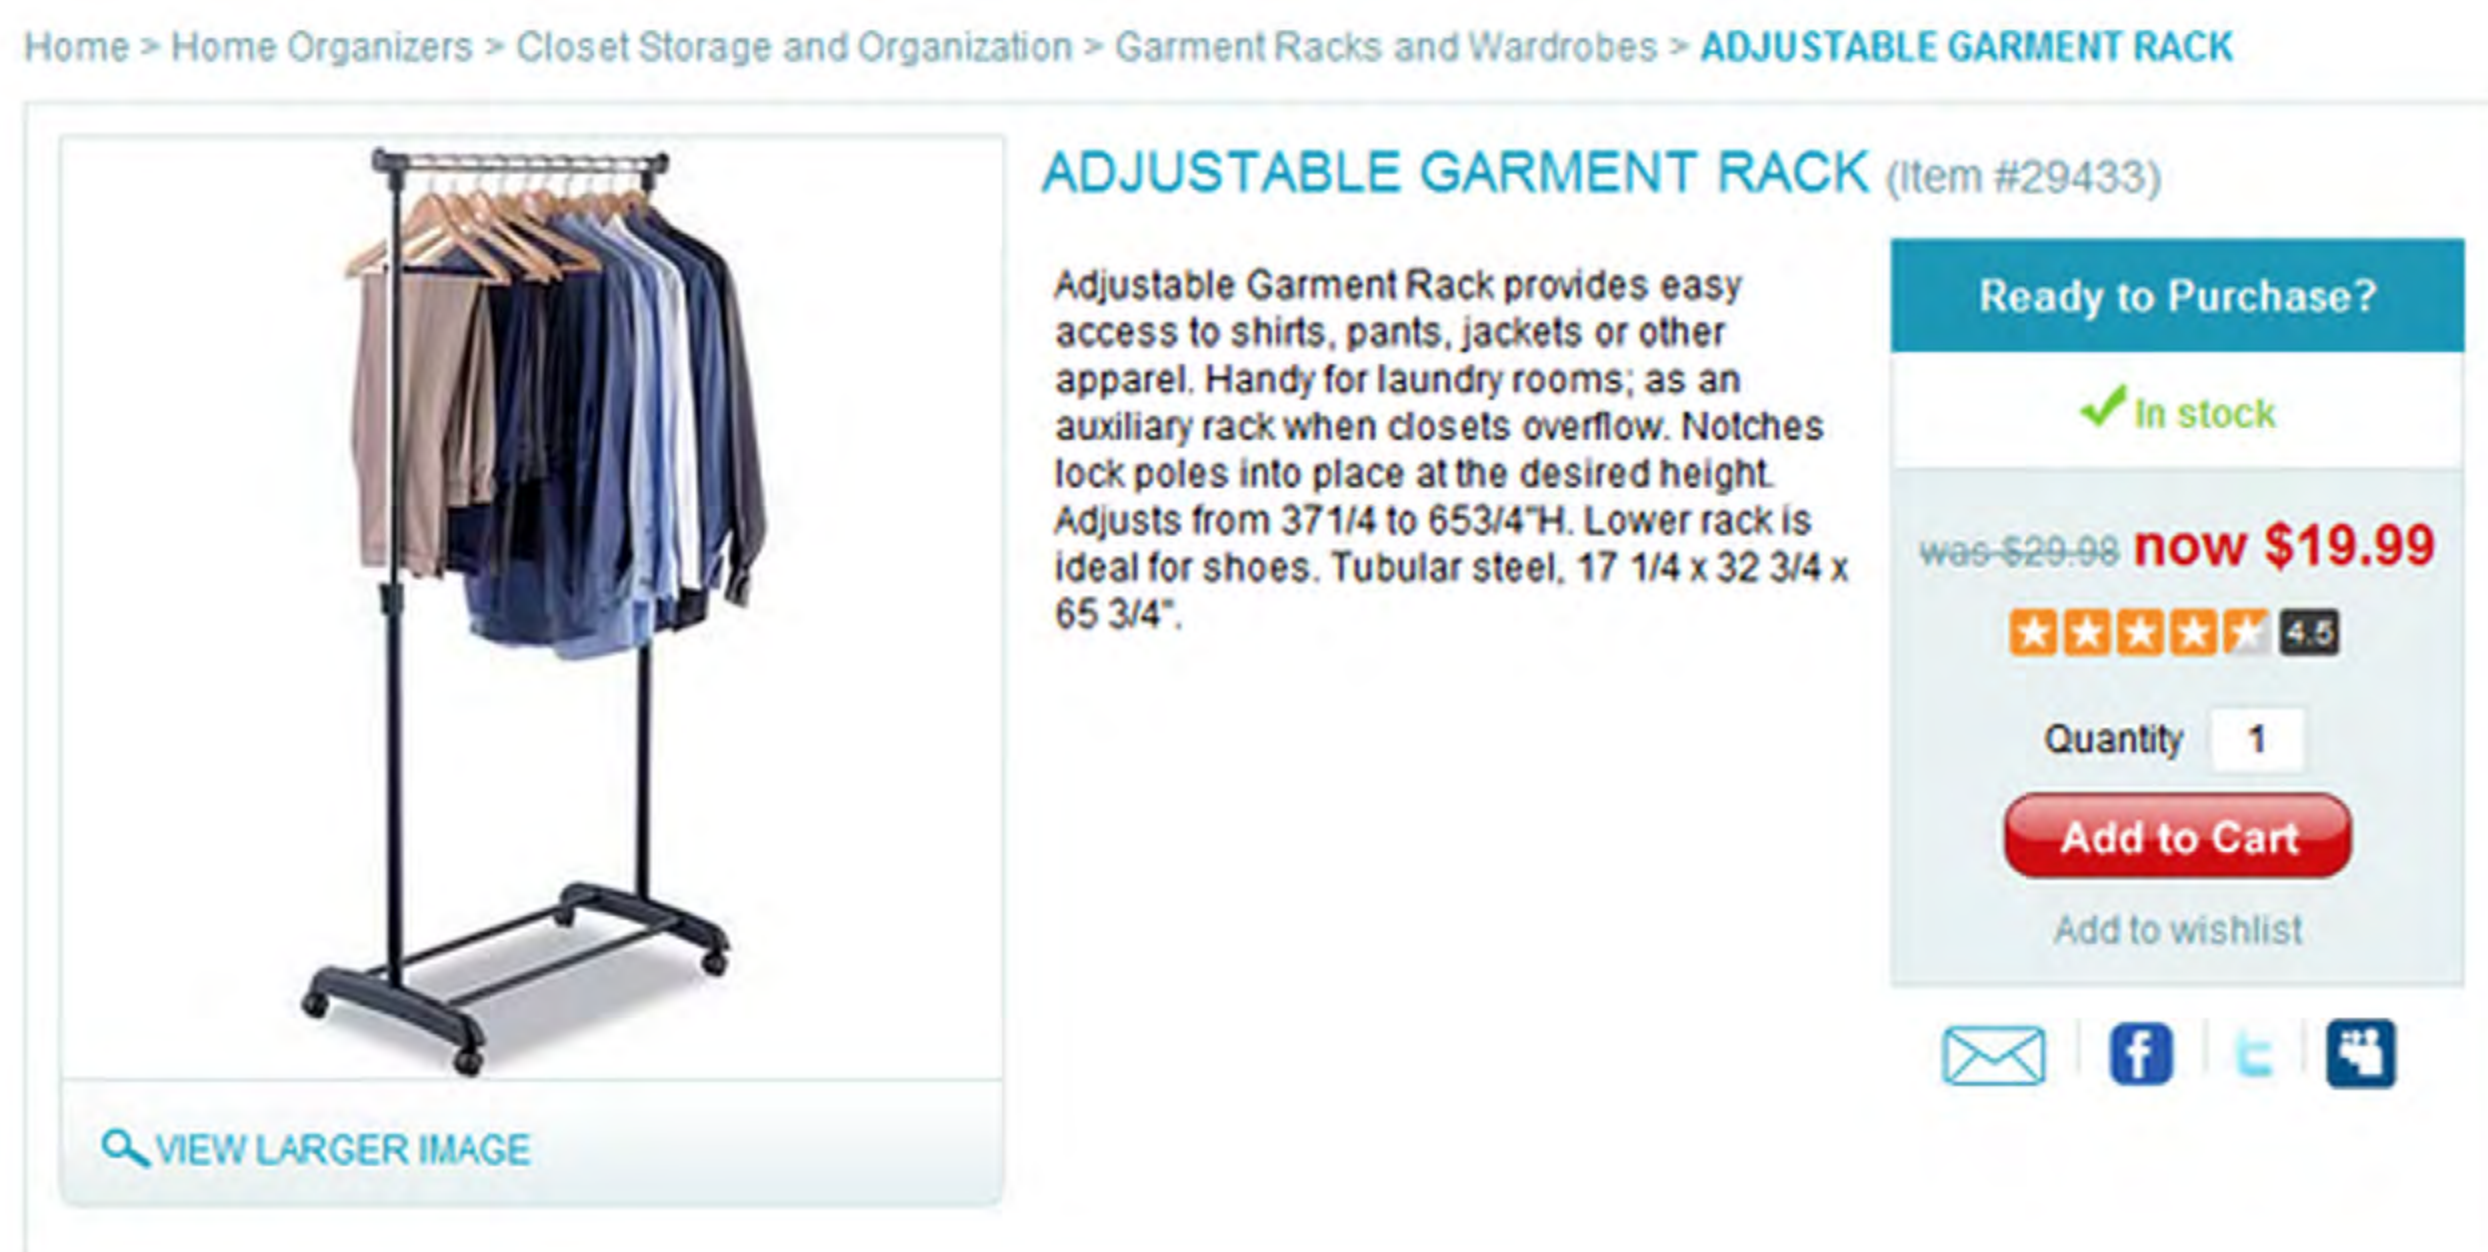 Home > Home Organizers > Closet Storage and Organization > Garment Racks and Wardrobes > ADJUSTABLE GARMENT RACK
ADJUSTABLE GARMENT RACK (Item #29433)
Adjustable Garment Rack provides easy
access to shirts, pants, jackets or other
apparel. Handy for laundry rooms; as an
auxiliary rack when closets overflow. Notches
lock poles into place at the desired height.
Adjusts from 371/4 to 653/4"H. Lower rack is
ideal for shoes. Tubular steel, 17 1/4 x 32 3/4 x
65 3/4".
Ready to Purchase?
In stock
was $29.98 now $19.99
4.5
Quantity 1
Add to Cart
Add to wishlist
f t
VIEW LARGER IMAGE